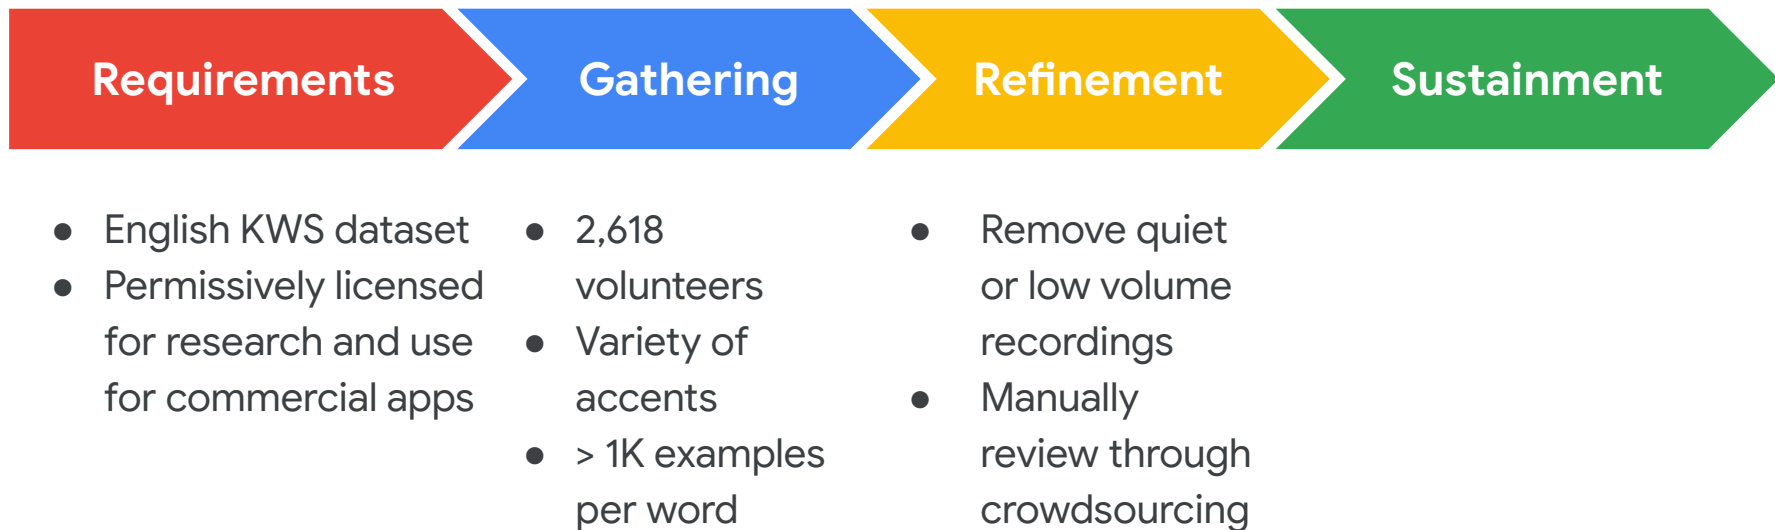 Requirements
Gathering
Refinement
Sustainment
● English KWS dataset
● Permissively licensed
for research and use
for commercial apps
● 2,618
volunteers
● Variety of
accents
● > 1K examples
per word
● Remove quiet
or low volume
recordings
● Manually
review through
crowdsourcing